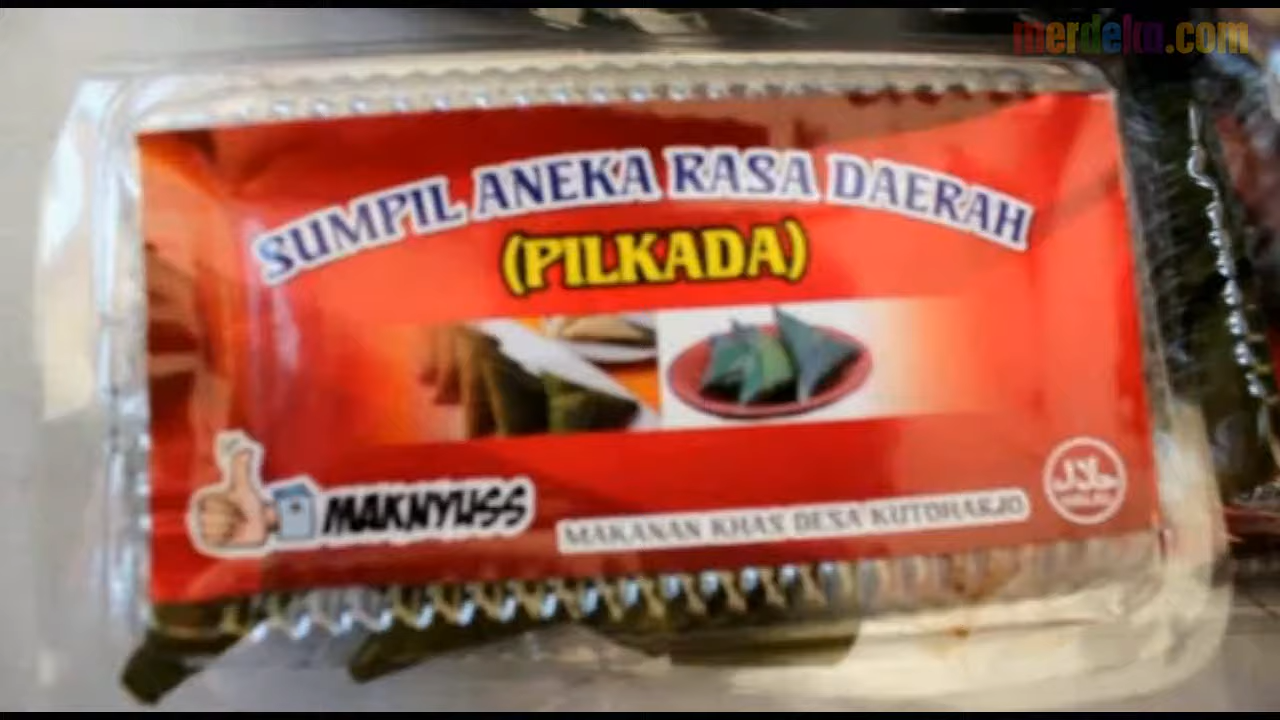 merdeka.com
SUMPIL ANEKA RASA DAERAH
(PILKADA)
MAKNYUSS
MAKANAN KHAS DESA KUTOHARJO